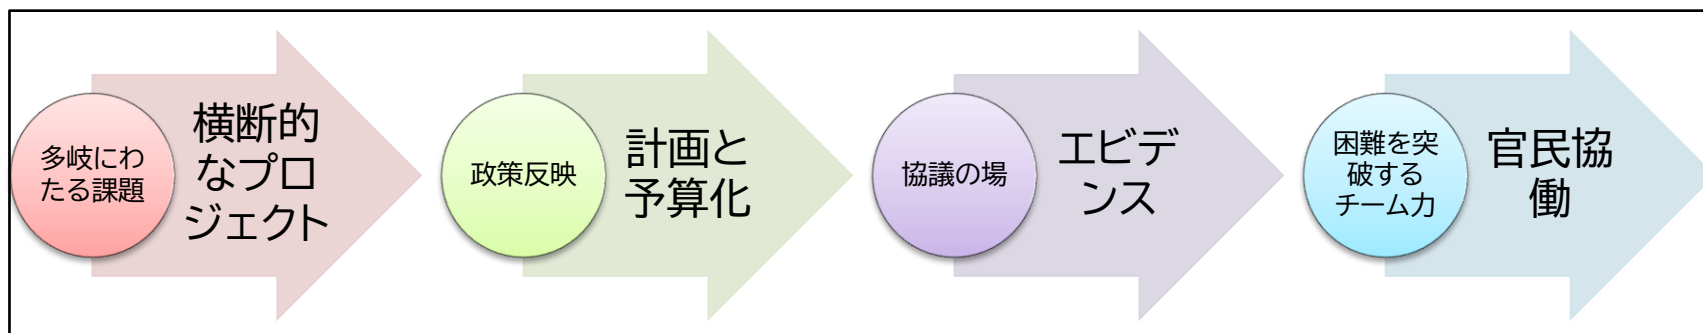 多岐にわ
たる課題
横断的
なプロ
ジェクト
政策反映
計画と
予算化
協議の場
エビデ
ンス
困難を突
破する
チーム力
官民協
働